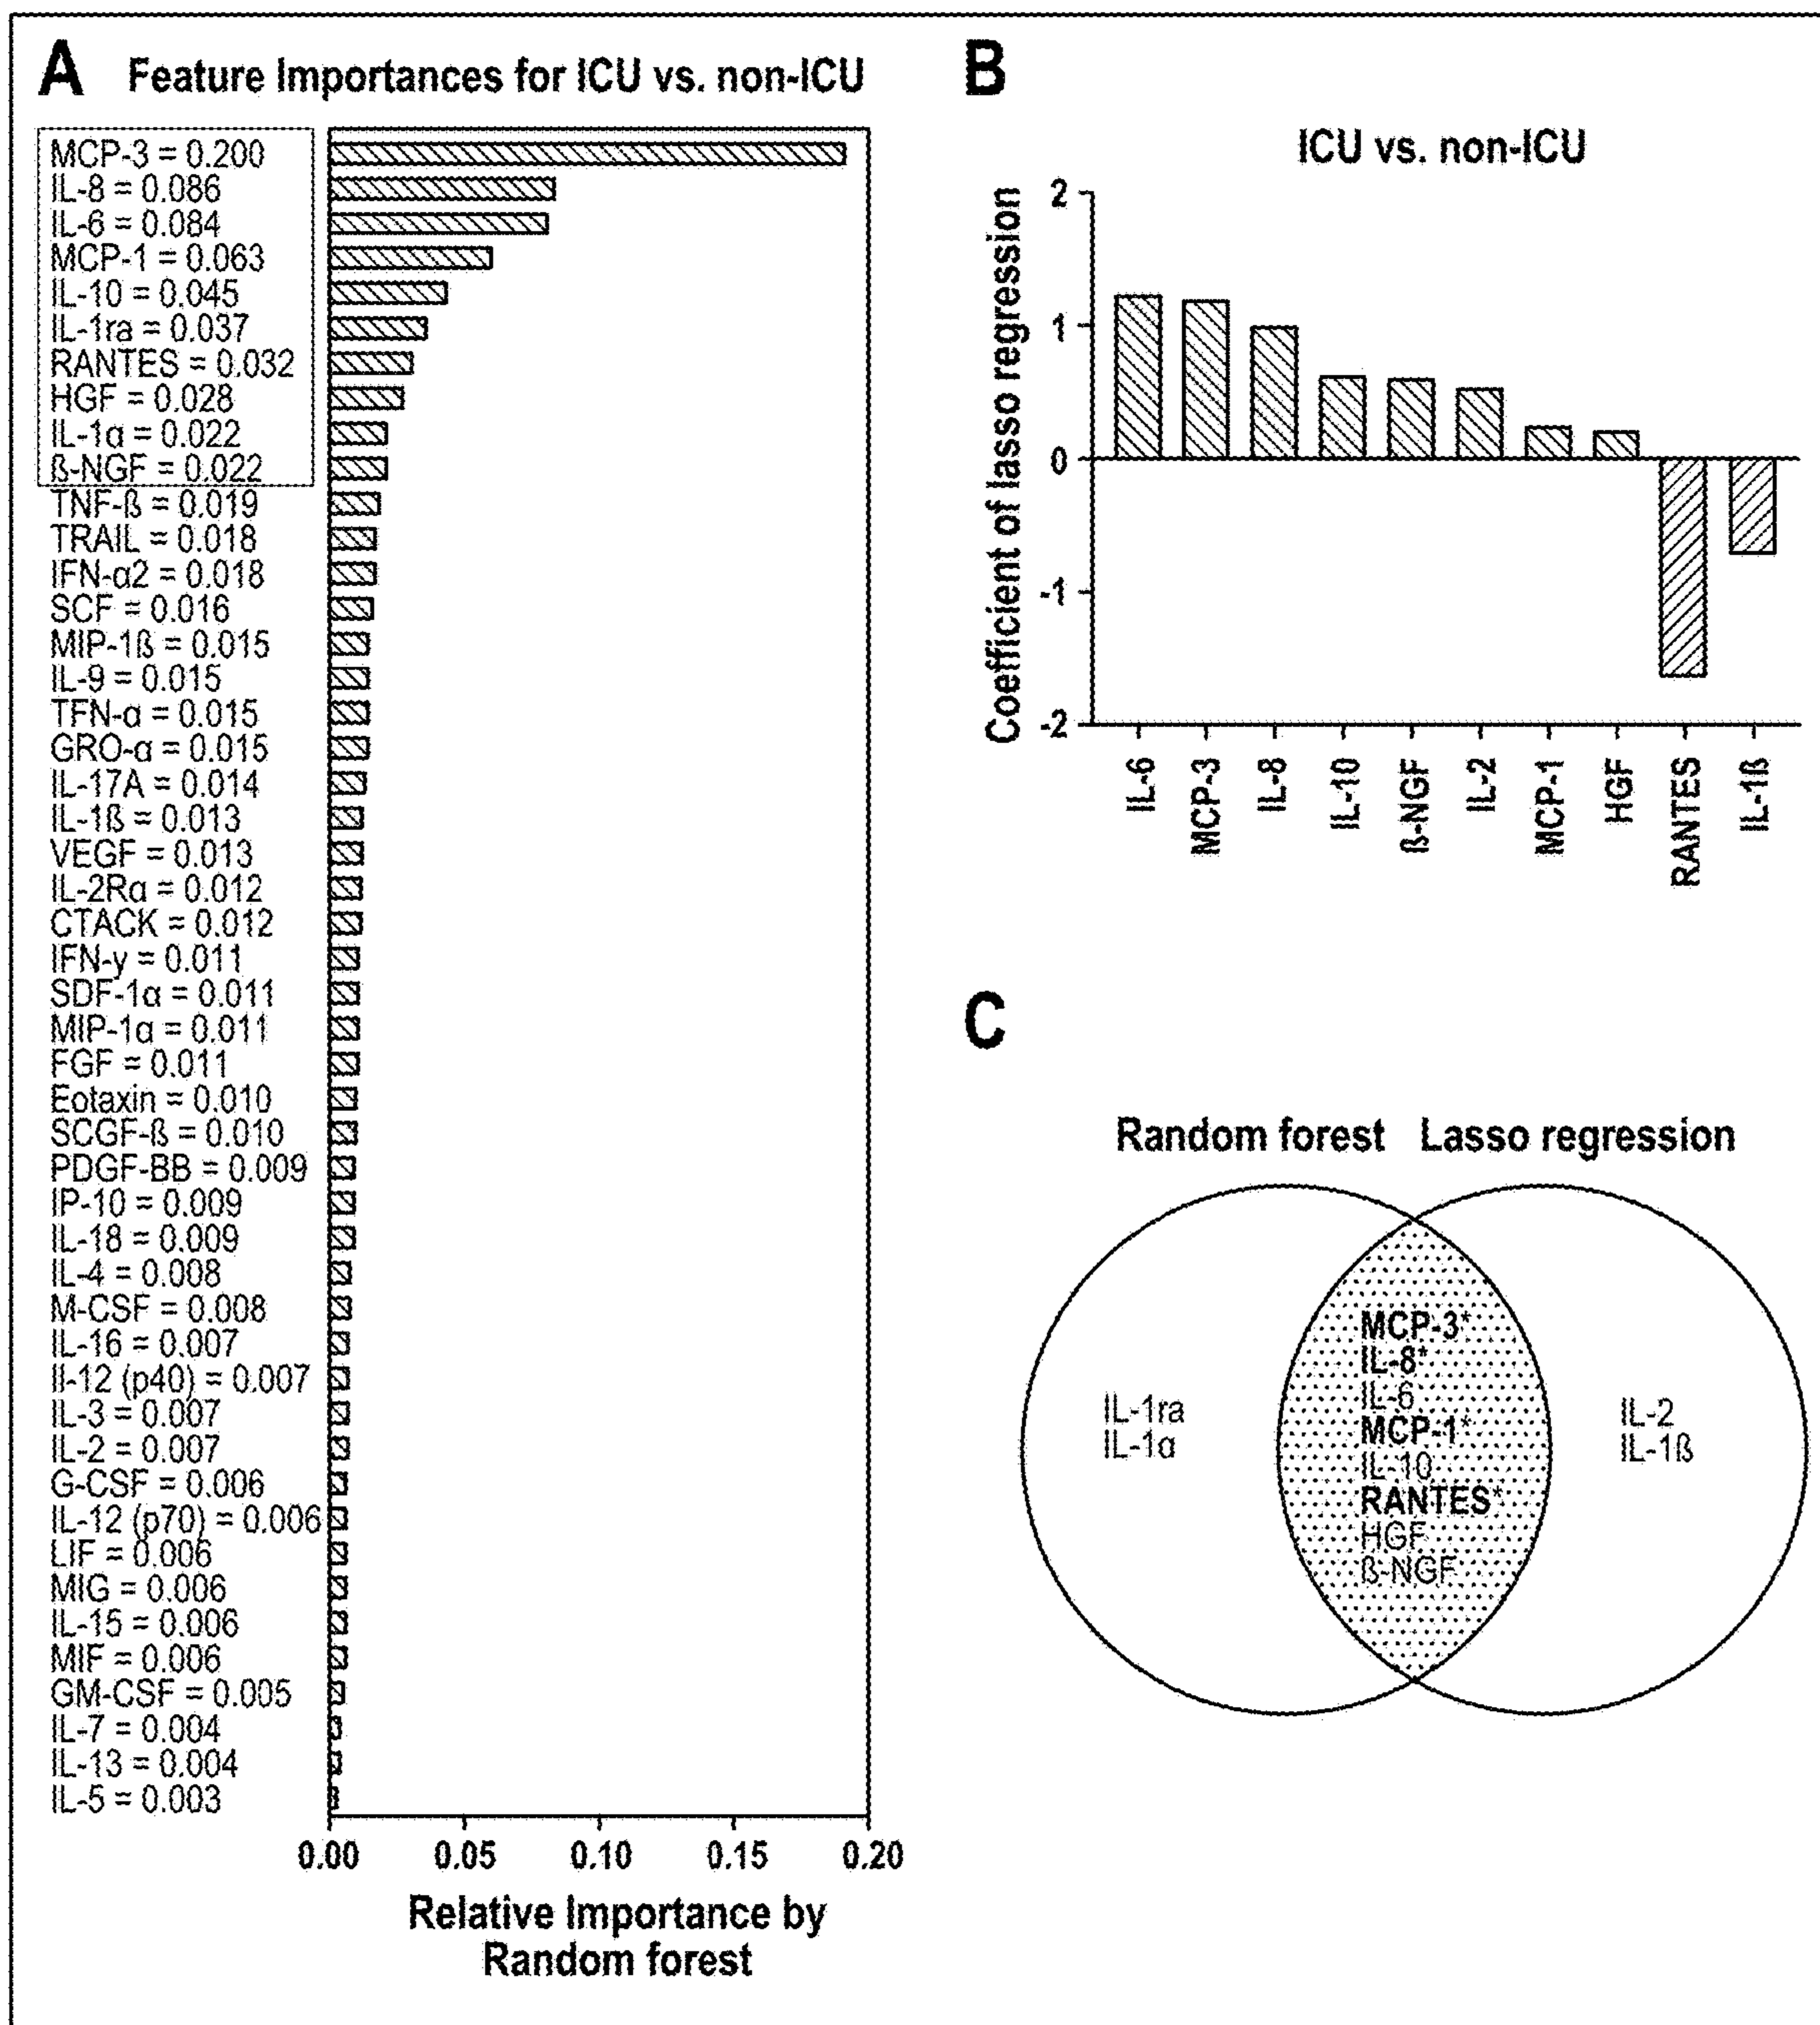 A
Feature Importances for ICU vs. non-ICU
MCP-3 = 0.200
IL-8 = 0.086
IL-6 = 0.084
MCP-1 = 0.063
IL-10 = 0.045
IL-1ra = 0.037
RANTES = 0.032
HGF = 0.028
IL-1α = 0.022
ß-NGF = 0.022
TNF-ß = 0.019
TRAIL = 0.018
IFN-α2 = 0.018
SCF = 0.016
MIP-1ß = 0.015
IL-9 = 0.015
TFN-α = 0.015
GRO-α = 0.015
IL-17A = 0.014
IL-1ß = 0.013
VEGF = 0.013
IL-2Rα = 0.012
CTACK = 0.012
IFN-y = 0.011
SDF-1α = 0.011
MIP-1α = 0.011
FGF = 0.011
Eotaxin = 0.010
SCGF-ß = 0.010
PDGF-BB = 0.009
IP-10 = 0.009
IL-18 = 0.009
IL-4 = 0.008
M-CSF = 0.008
IL-16 = 0.007
Il-12 (p40) = 0.007
IL-3 = 0.007
IL-2 = 0.007
G-CSF = 0.006
IL-12 (p70) = 0.006
LIF = 0.006
MIG = 0.006
IL-15 = 0.006
MIF = 0.006
GM-CSF = 0.005
IL-7 = 0.004
IL-13 = 0.004
IL-5 = 0.003
0.00 0.05 0.10 0.15 0.20
Relative Importance by
Random forest
B
ICU vs. non-ICU
Coefficient of lasso regression
2
1
0
-1
-2
IL-6
MCP-3
IL-8
IL-10
ß-NGF
IL-2
MCP-1
HGF
RANTES
IL-1ß
C
Random forest
Lasso regression
IL-1ra
IL-1α
MCP-3*
IL-8*
IL-6
MCP-1*
IL-10
RANTES*
HGF
ß-NGF
IL-2
IL-1ß